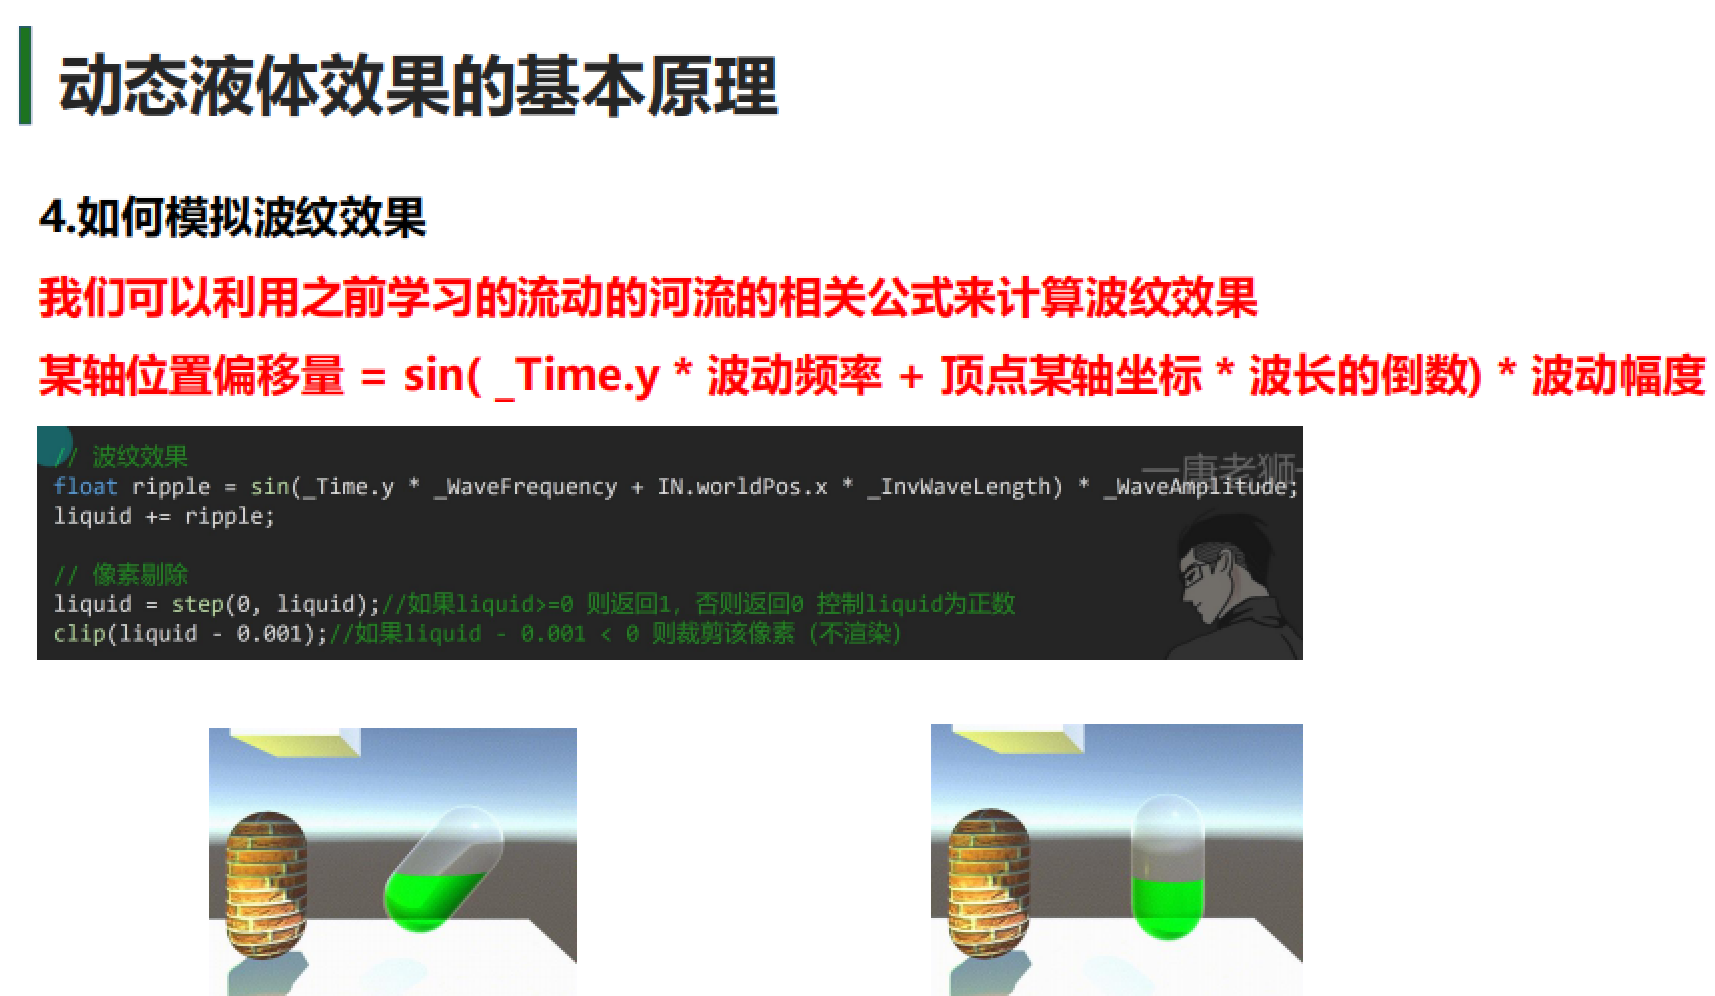 动态液体效果的基本原理
4.如何模拟波纹效果
我们可以利用之前学习的流动的河流的相关公式来计算波纹效果
某轴位置偏移量 = sin( _Time.y * 波动频率 + 顶点某轴坐标 * 波长的倒数) * 波动幅度
// 波纹效果
一唐老狮
float ripple = sin(_Time.y * _WaveFrequency + IN.worldPos.x * _InvWaveLength) * _WaveAmplitude;
liquid += ripple;
// 像素剔除
liquid = step(0, liquid);//如果liquid>=0 则返回1, 否则返回0 控制liquid为正数
clip(liquid - 0.001);//如果liquid - 0.001 < 0 则裁剪该像素 (不渲染)